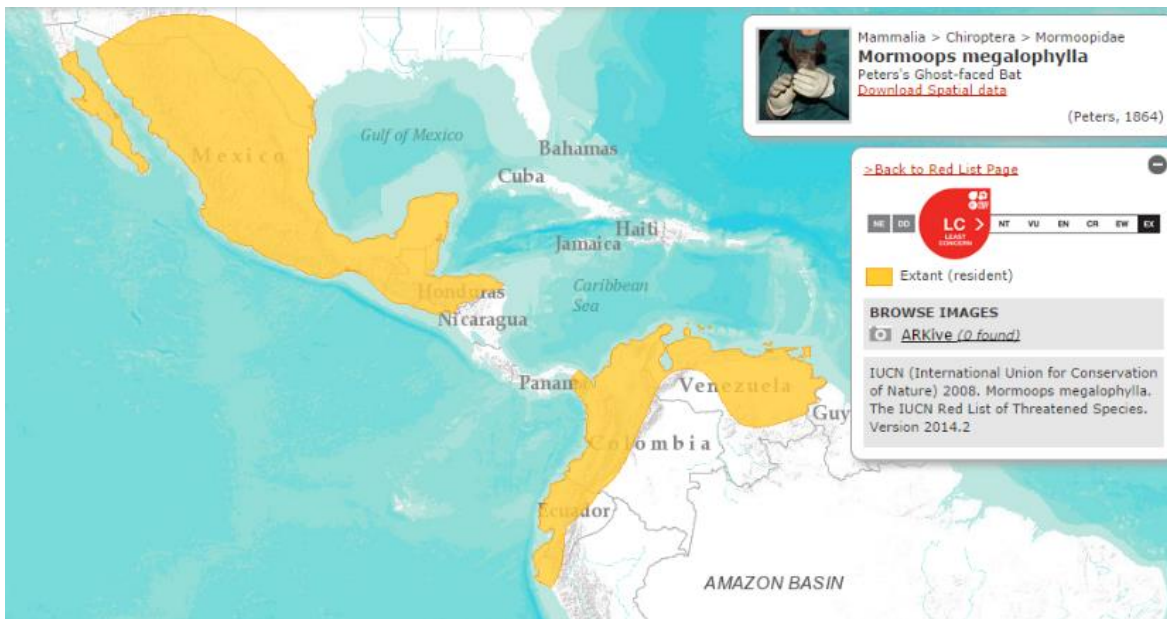 Mammalia > Chiroptera > Mormoopidae
Mormoops megalophylla
Peters's Ghost-faced Bat
Download Spatial data
(Peters, 1864)
>Back to Red List Page
NE DD LC > NT VU EN CR EW EX
LEAST
CONCERN
Extant (resident)
BROWSE IMAGES
ARKive (0 found)
IUCN (International Union for Conservation
of Nature) 2008. Mormoops megalophylla.
The IUCN Red List of Threatened Species.
Version 2014.2
Gulf of Mexico
Mexico
Bahamas
Cuba
Haiti
Jamaica
Caribbean
Sea
Honduras
Nicaragua
Panam
Venezuela
Guy
Colombia
Ecuador
AMAZON BASIN